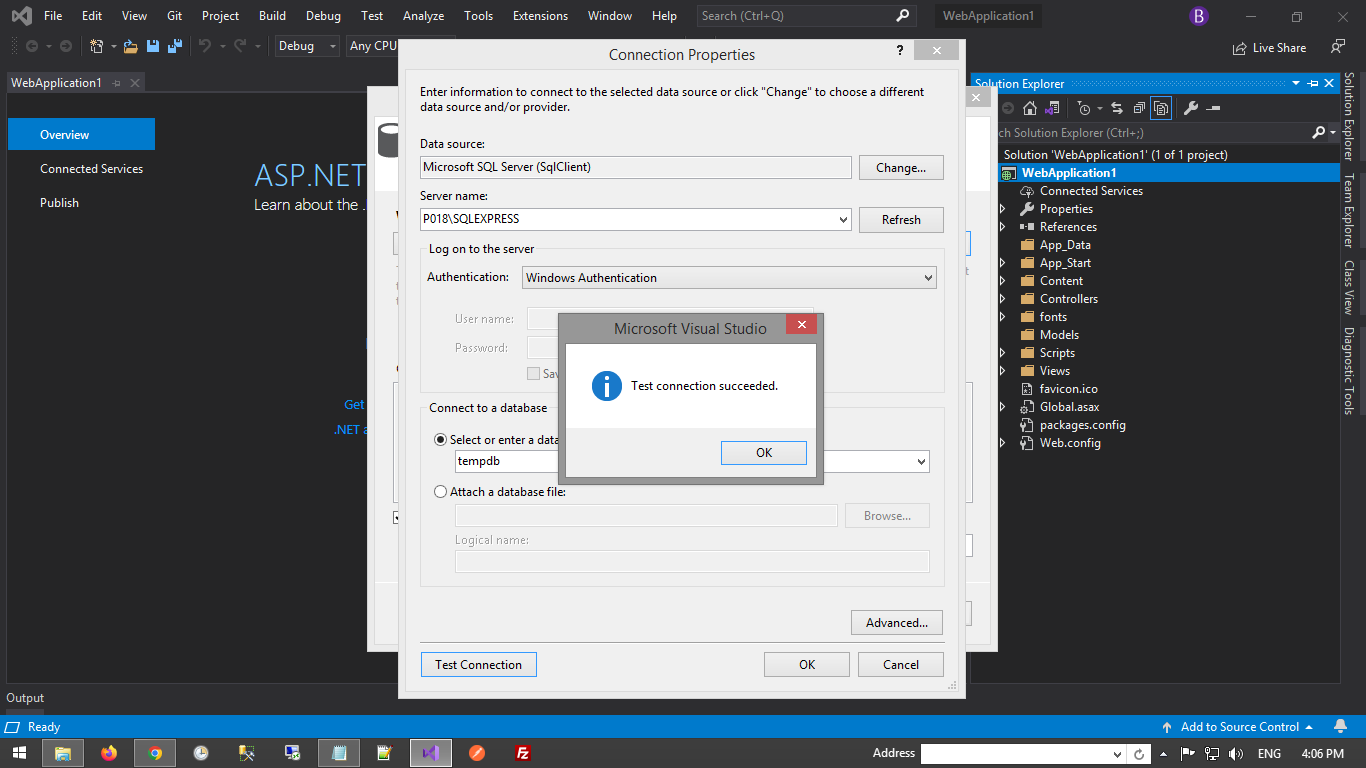 File Edit View Git Project Build Debug Test Analyze Tools Extensions Window Help Search (Ctrl+Q) WebApplication1 B
Debug Any CPU Live Share
WebApplication1
Overview
Connected Services
Publish
ASP.NET
Learn about the .
Get
.NET a
Connection Properties
?
Enter information to connect to the selected data source or click "Change" to choose a different
data source and/or provider.
Data source:
Microsoft SQL Server (SqlClient) Change...
Server name:
P018\SQLEXPRESS Refresh
Log on to the server
Authentication: Windows Authentication
User name:
Password:
Sav
Connect to a database
Select or enter a data
tempdb
Attach a database file:
Browse...
Logical name:
Advanced...
Test Connection OK Cancel
Microsoft Visual Studio
Test connection succeeded.
OK
Solution Explorer
ch Solution Explorer (Ctrl+;)
Solution 'WebApplication1' (1 of 1 project)
WebApplication1
Connected Services
Properties
References
App_Data
App_Start
Content
Controllers
fonts
Models
Scripts
Views
favicon.ico
Global.asax
packages.config
Web.config
Solution Explorer
Team Explorer
Class View
Diagnostic Tools
Output
Ready Add to Source Control
Address ENG 4:06 PM